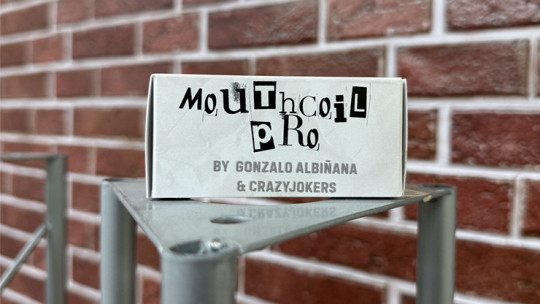 MouThcoiL
pRo
BY GONZALO ALBIÑANA
& CRAZYJOKERS